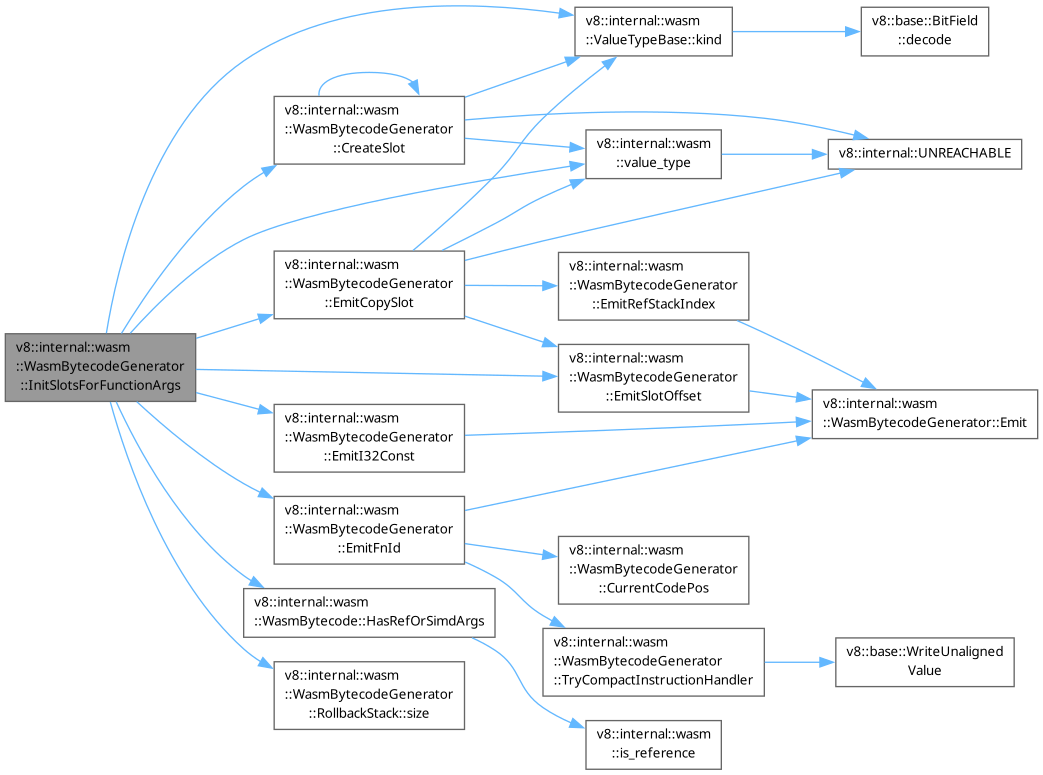 v8::internal::wasm
::ValueTypeBase::kind
v8::base::BitField
::decode
v8::internal::wasm
::WasmBytecodeGenerator
::CreateSlot
v8::internal::wasm
::value_type
v8::internal::UNREACHABLE
v8::internal::wasm
::WasmBytecodeGenerator
::EmitCopySlot
v8::internal::wasm
::WasmBytecodeGenerator
::EmitRefStackIndex
v8::internal::wasm
::WasmBytecodeGenerator
::InitSlotsForFunctionArgs
v8::internal::wasm
::WasmBytecodeGenerator
::EmitSlotOffset
v8::internal::wasm
::WasmBytecodeGenerator::Emit
v8::internal::wasm
::WasmBytecodeGenerator
::EmitI32Const
v8::internal::wasm
::WasmBytecodeGenerator
::EmitFnId
v8::internal::wasm
::WasmBytecodeGenerator
::CurrentCodePos
v8::internal::wasm
::WasmBytecode::HasRefOrSimdArgs
v8::internal::wasm
::WasmBytecodeGenerator
::TryCompactInstructionHandler
v8::base::WriteUnaligned
Value
v8::internal::wasm
::WasmBytecodeGenerator
::RollbackStack::size
v8::internal::wasm
::is_reference